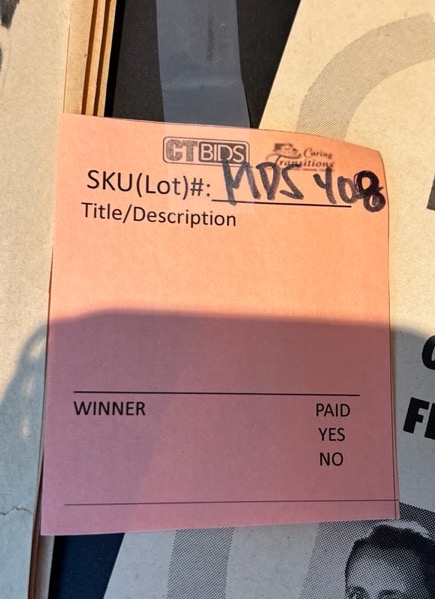 CTBIDS Caring Transitions
SKU(Lot)#: MDS 408
Title/Description
WINNER PAID
YES
NO